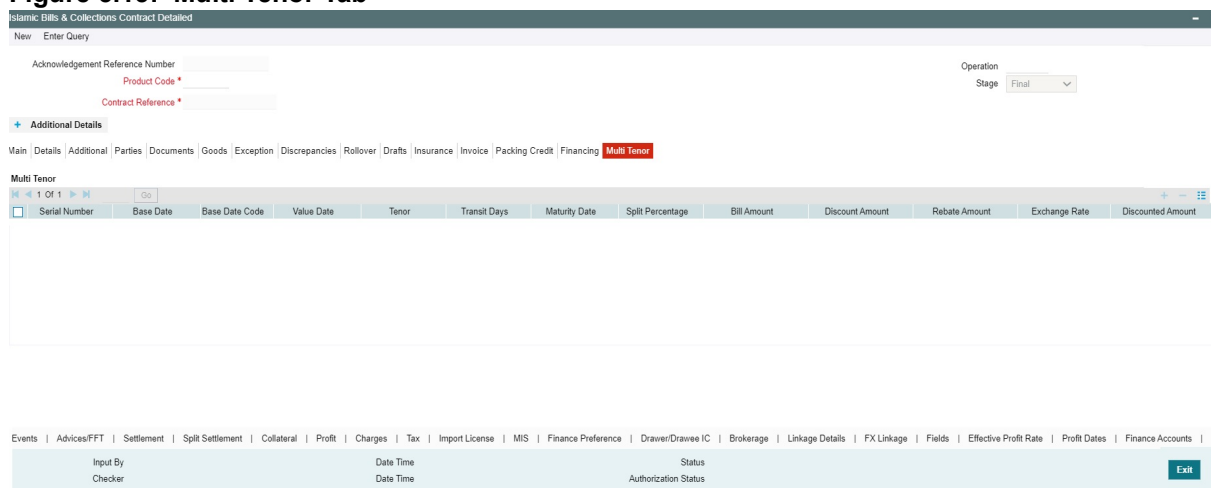 Multi Tenor Tab
Islamic Bills & Collections Contract Detailed
New Enter Query
Acknowledgement Reference Number
Product Code *
Contract Reference *
Operation
Stage Final
+ Additional Details
Main Details Additional Parties Documents Goods Exception Discrepancies Rollover Drafts Insurance Invoice Packing Credit Financing Multi Tenor
Multi Tenor
1 Of 1 Go
Serial Number Base Date Base Date Code Value Date Tenor Transit Days Maturity Date Split Percentage Bill Amount Discount Amount Rebate Amount Exchange Rate Discounted Amount
Events | Advices/FFT | Settlement | Split Settlement | Collateral | Profit | Charges | Tax | Import License | MIS | Finance Preference | Drawer/Drawee IC | Brokerage | Linkage Details | FX Linkage | Fields | Effective Profit Rate | Profit Dates | Finance Accounts |
Input By Date Time Status
Checker Date Time Authorization Status
Exit